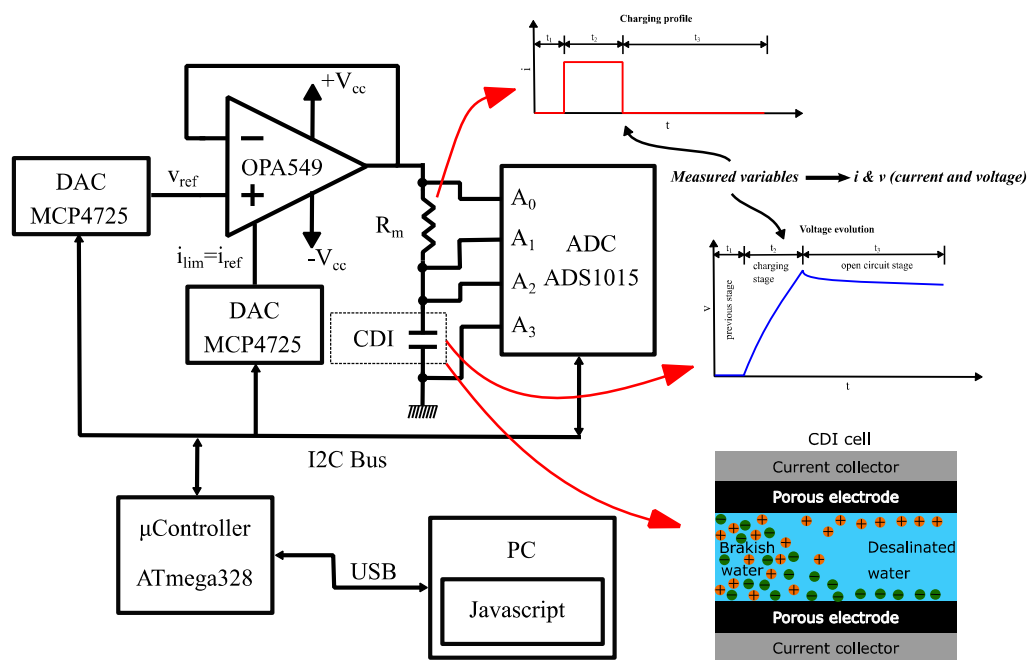 Charging profile
t1
t2
t3
i
t
+Vcc
OPA549
-Vcc
DAC
MCP4725
vref
ilim=iref
DAC
MCP4725
Rm
CDI
A0
A1
A2
A3
ADC
ADS1015
Measured variables
i & v (current and voltage)
Voltage evolution
t1
t2
t3
charging
stage
open circuit stage
previous stage
v
t
I2C Bus
µController
ATmega328
USB
PC
Javascript
CDI cell
Current collector
Porous electrode
Brakish
water
Desalinated
water
Porous electrode
Current collector